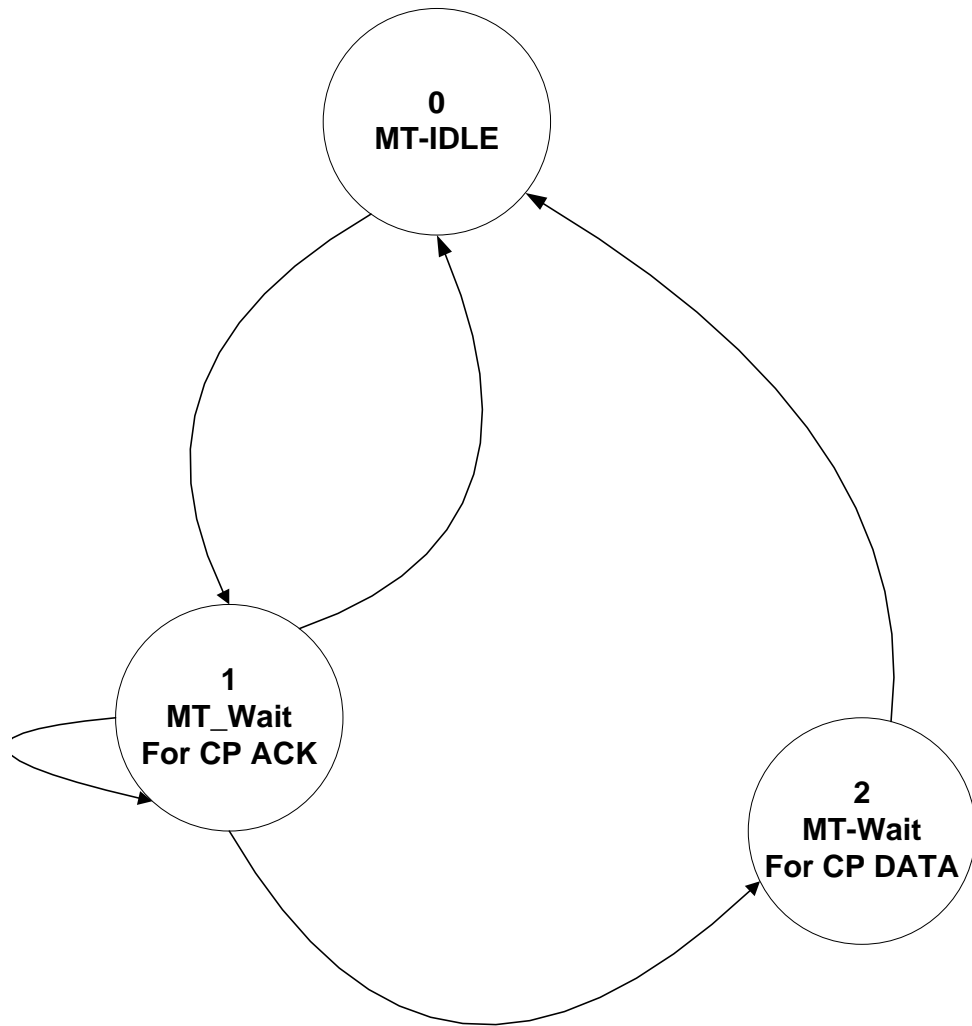 0
MT-IDLE
1
MT_Wait
For CP ACK
2
MT-Wait
For CP DATA